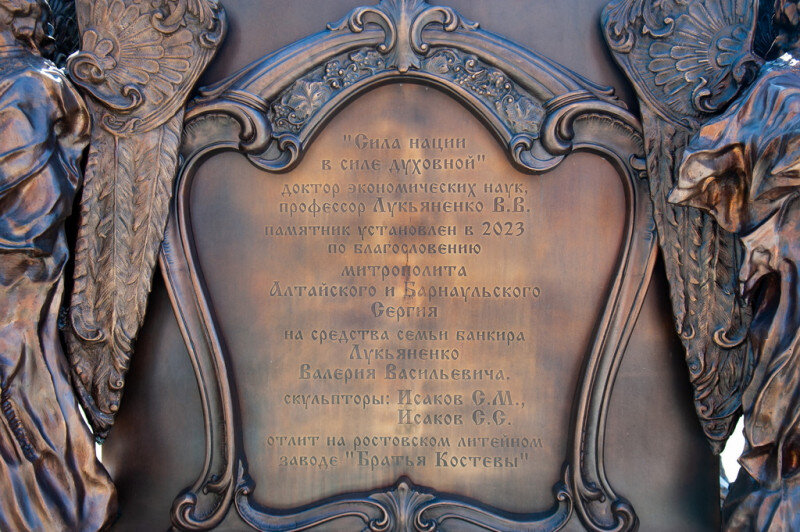 "Сила нации
в силе духовной"
доктор экономических наук,
профессор Лукьяненко В.В.
памятник установлен в 2023
по благословению
митрополита
Алтайского и Барнаульского
Сергия
на средства семьи банкира
Лукьяненко
Валерия Васильевича.
скульпторы: Исаков С.М.,
Исаков С.С.
отлит на ростовском литейном
заводе "Братья Костевы"